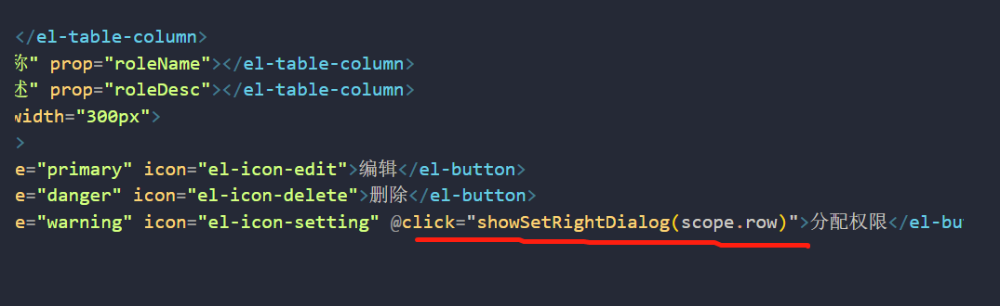 </el-table-column>
称" prop="roleName"></el-table-column>
述" prop="roleDesc"></el-table-column>
width="300px">
>
e="primary" icon="el-icon-edit">编辑</el-button>
e="danger" icon="el-icon-delete">删除</el-button>
e="warning" icon="el-icon-setting" @click="showSetRightDialog(scope.row)">分配权限</el-bu